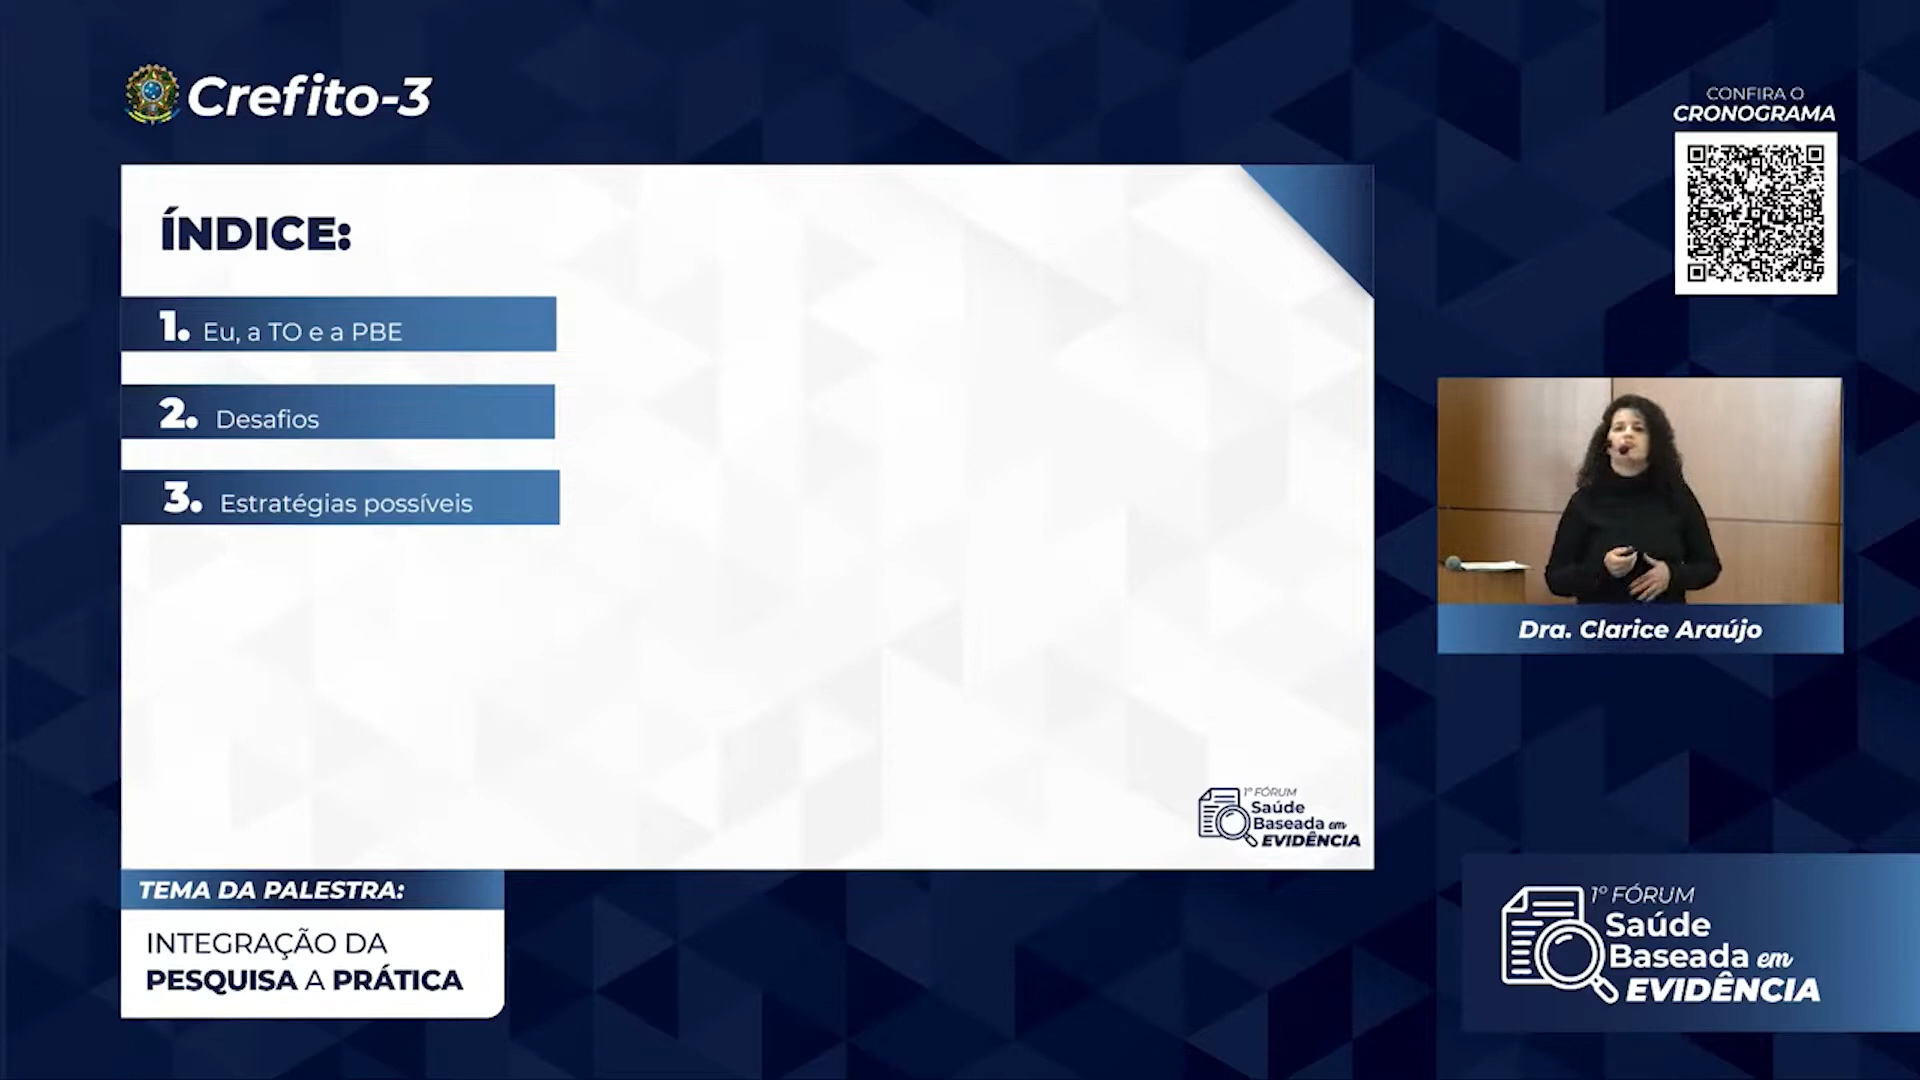 Crefito-3
CONFIRA O
CRONOGRAMA
ÍNDICE:
1. Eu, a TO e a PBE
2. Desafios
3. Estratégias possíveis
1º FÓRUM
Saúde
Baseada em
EVIDÊNCIA
Dra. Clarice Araújo
TEMA DA PALESTRA:
INTEGRAÇÃO DA
PESQUISA A PRÁTICA
1º FÓRUM
Saúde
Baseada em
EVIDÊNCIA